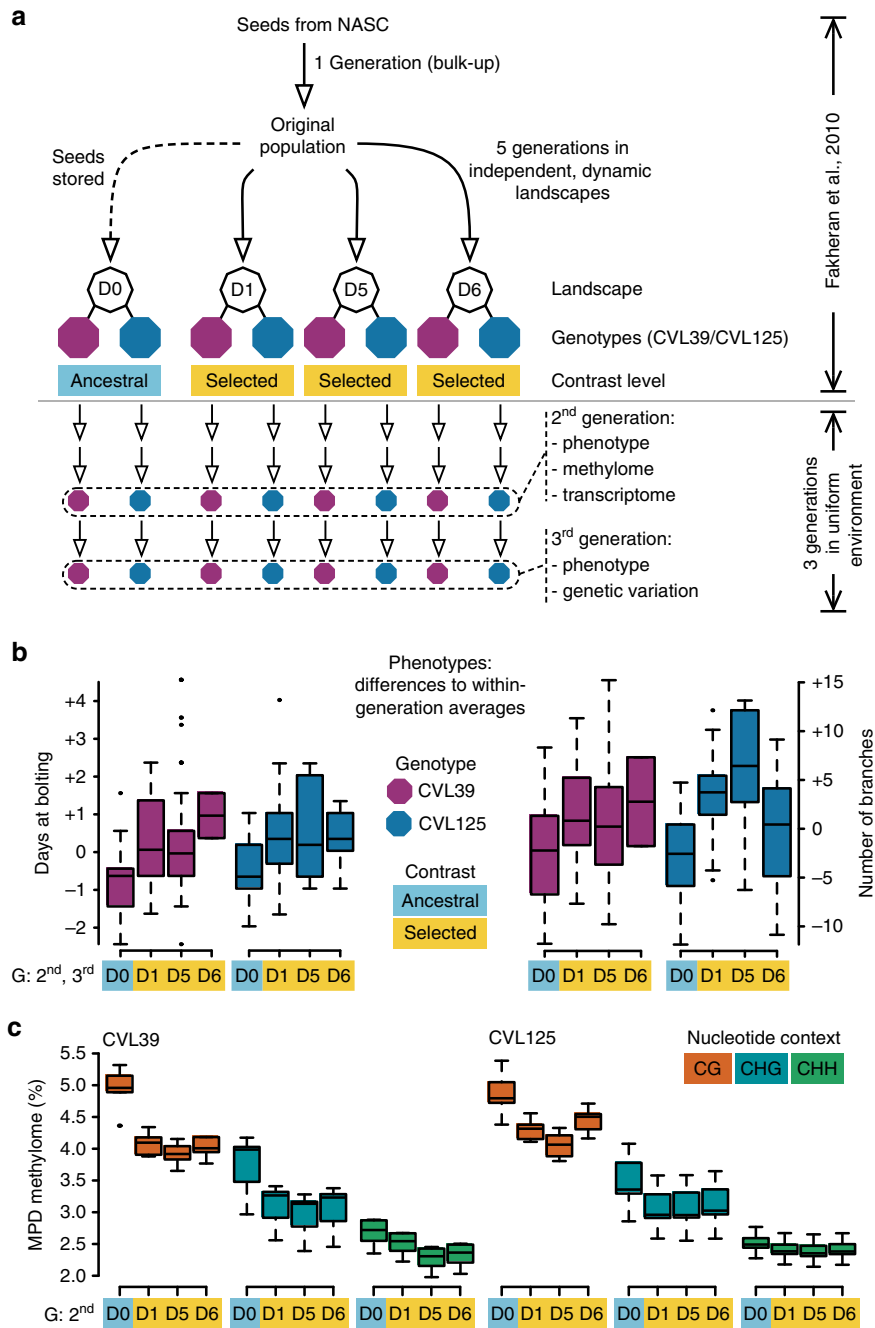 a
Seeds from NASC
1 Generation (bulk-up)
Original
population
Seeds
stored
5 generations in
independent, dynamic
landscapes
D0
D1
D5
D6
Landscape
Genotypes (CVL39/CVL125)
Ancestral
Selected
Selected
Selected
Contrast level
Fakheran et al., 2010
2nd generation:
- phenotype
- methylome
- transcriptome
3rd generation:
- phenotype
- genetic variation
3 generations
in uniform
environment
b
Phenotypes:
differences to within-
generation averages
Days at bolting
+4
+3
+2
+1
0
−1
−2
Genotype
CVL39
CVL125
Contrast
Ancestral
Selected
Number of branches
+15
+10
+5
0
−5
−10
G: 2nd, 3rd
D0 D1 D5 D6
D0 D1 D5 D6
D0 D1 D5 D6
D0 D1 D5 D6
c
CVL39
CVL125
Nucleotide context
CG CHG CHH
MPD methylome (%)
5.5
5.0
4.5
4.0
3.5
3.0
2.5
2.0
G: 2nd
D0 D1 D5 D6
D0 D1 D5 D6
D0 D1 D5 D6
D0 D1 D5 D6
D0 D1 D5 D6
D0 D1 D5 D6